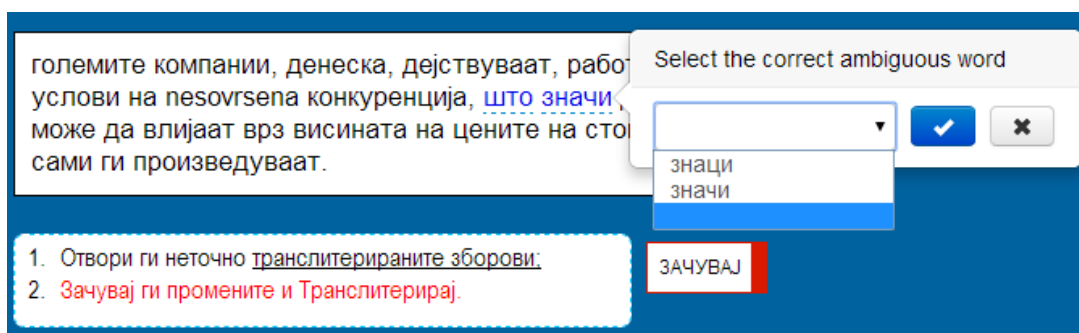 големите компании, денеска, дејствуваат,
услови на nesovrsena конкуренција, што значи
може да влијаат врз висината на цените на
сами ги произведуваат.
Select the correct ambiguous word
знаци
значи
1. Отвори ги неточно транслитерираните зборови;
2. Зачувај ги промените и Транслитерирај.
ЗАЧУВАЈ